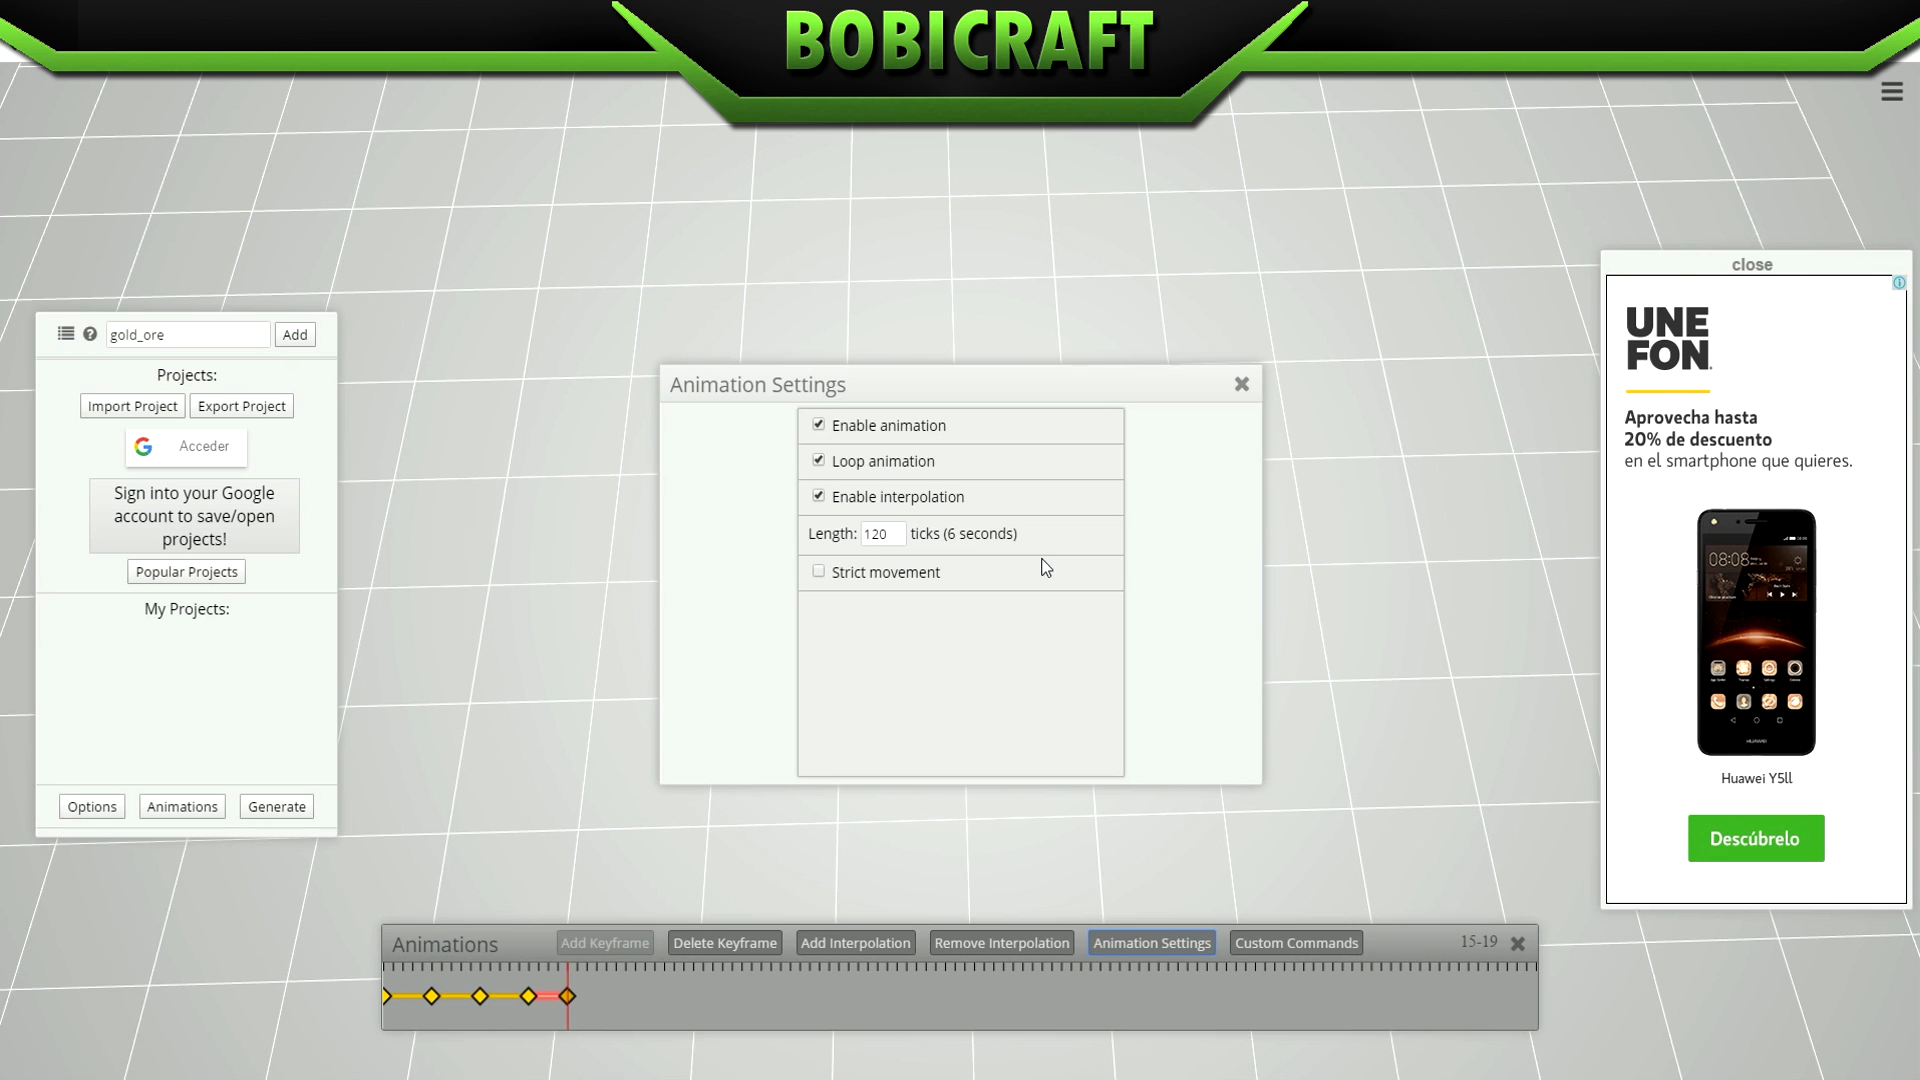 BOBICRAFT
gold_ore
Add
Projects:
Import Project
Export Project
Acceder
Sign into your Google
account to save/open
projects!
Popular Projects
My Projects:
Options
Animations
Generate
Animation Settings
Enable animation
Loop animation
Enable interpolation
Length: 120 ticks (6 seconds)
Strict movement
close
UNE
FON
Aprovecha hasta
20% de descuento
en el smartphone que quieres.
08:08
HUAWEI
Huawei Y5ll
Descúbrelo
Animations
Add Keyframe
Delete Keyframe
Add Interpolation
Remove Interpolation
Animation Settings
Custom Commands
15-19